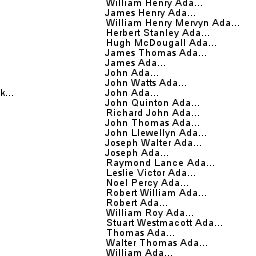 William Henry Ada...
James Henry Ada...
William Henry Mervyn Ada...
Herbert Stanley Ada...
Hugh McDougall Ada...
James Thomas Ada...
James Ada...
John Ada...
John Watts Ada...
k... John Ada...
John Quinton Ada...
Richard John Ada...
John Thomas Ada...
John Llewellyn Ada...
Joseph Walter Ada...
Joseph Ada...
Raymond Lance Ada...
Leslie Victor Ada...
Noel Percy Ada...
Robert William Ada...
Robert Ada...
William Roy Ada...
Stuart Westmacott Ada...
Thomas Ada...
Walter Thomas Ada...
William Ada...